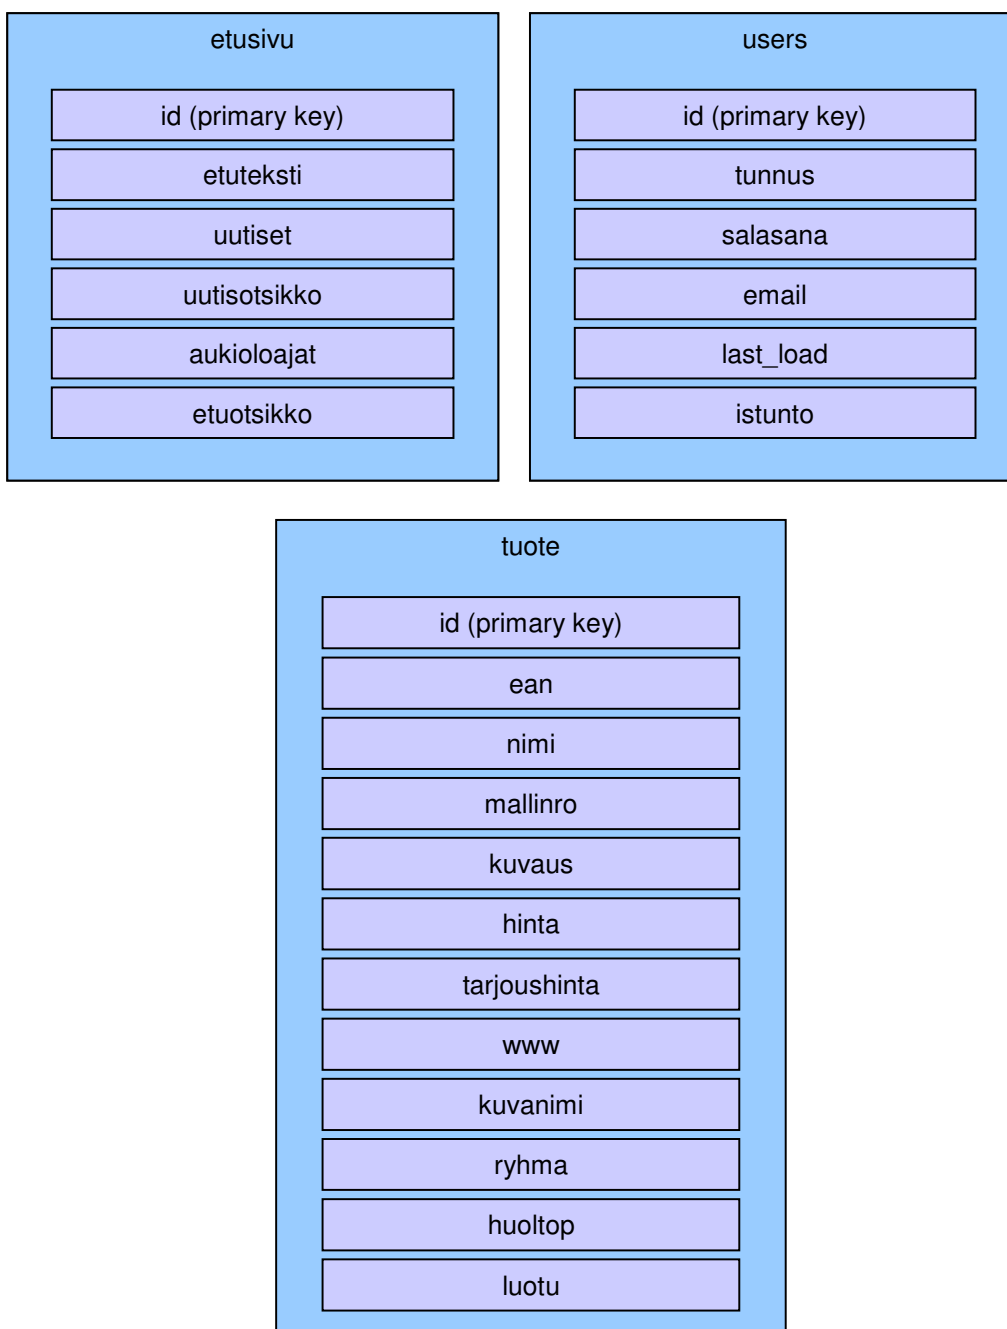 etusivu
id (primary key)
etuteksti
uutiset
uutisotsikko
aukioloajat
etuotsikko
users
id (primary key)
tunnus
salasana
email
last_load
istunto
tuote
id (primary key)
ean
nimi
mallinro
kuvaus
hinta
tarjoushinta
www
kuvanimi
ryhma
huoltop
luotu